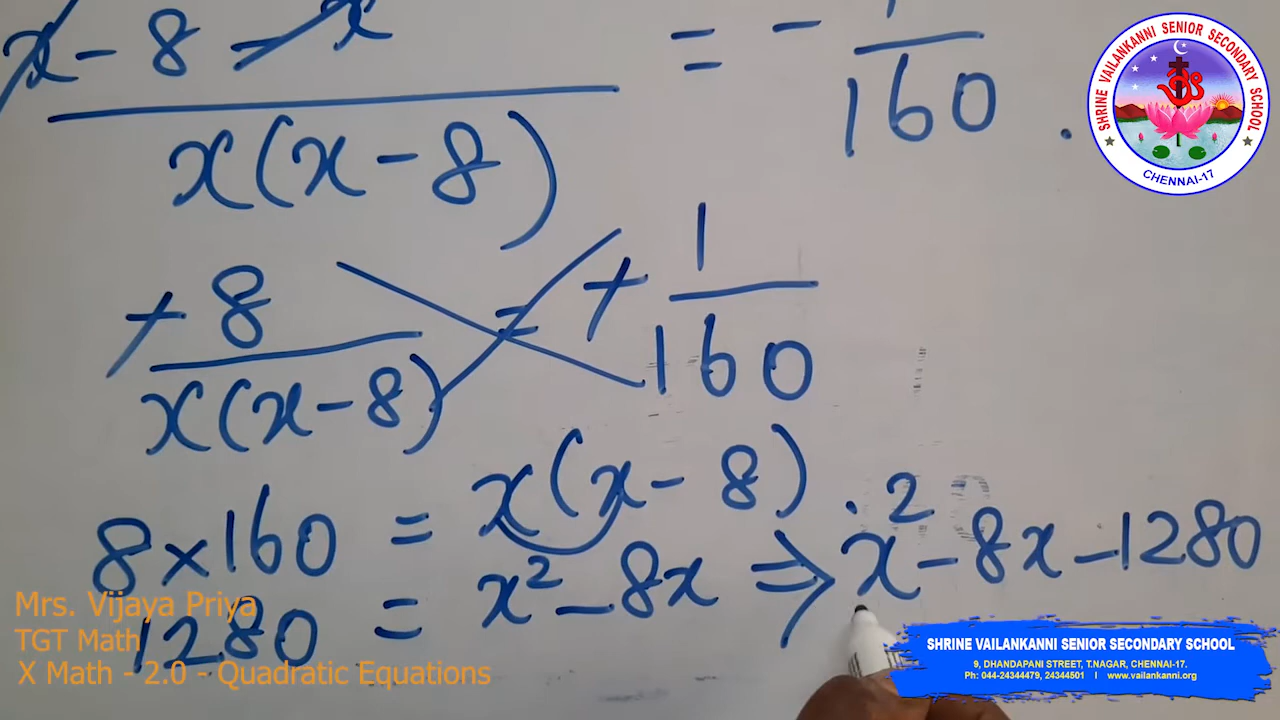 x - 8 - x
x(x - 8)
= - 1
160 .
+ 8
x(x - 8)
= + 1
160
8 × 160 = x(x - 8) .
1280 = x² - 8x ⇒ x² - 8x - 1280
Mrs. Vijaya Priya
TGT Math
X Math - 2.0 - Quadratic Equations
SHRINE VAILANKANNI SENIOR SECONDARY SCHOOL
CHENNAI-17
SHRINE VAILANKANNI SENIOR SECONDARY SCHOOL
9, DHANDAPANI STREET, T.NAGAR, CHENNAI-17.
Ph: 044-24344479, 24344501 I www.vailankanni.org